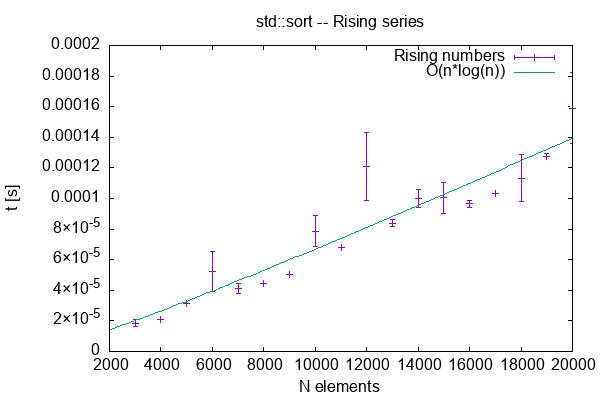 std::sort -- Rising series
Rising numbers
O(n*log(n))
t [s]
0.0002
0.00018
0.00016
0.00014
0.00012
0.0001
8×10-5
6×10-5
4×10-5
2×10-5
0
2000 4000 6000 8000 10000 12000 14000 16000 18000 20000
N elements